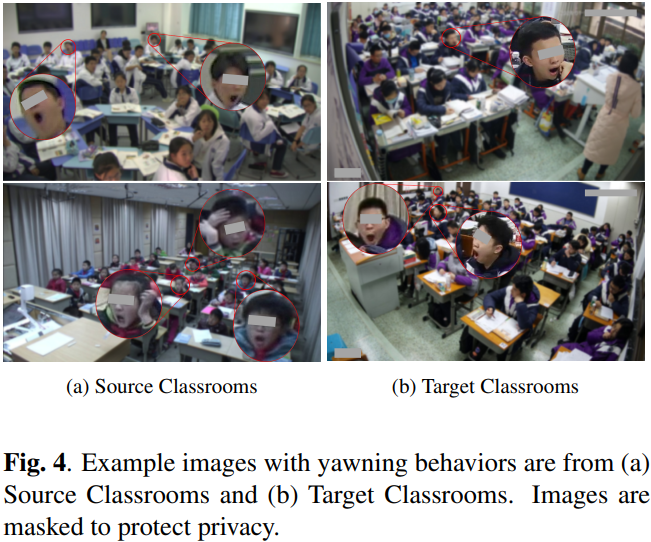 (a) Source Classrooms
(b) Target Classrooms
Fig. 4. Example images with yawning behaviors are from (a)
Source Classrooms and (b) Target Classrooms. Images are
masked to protect privacy.